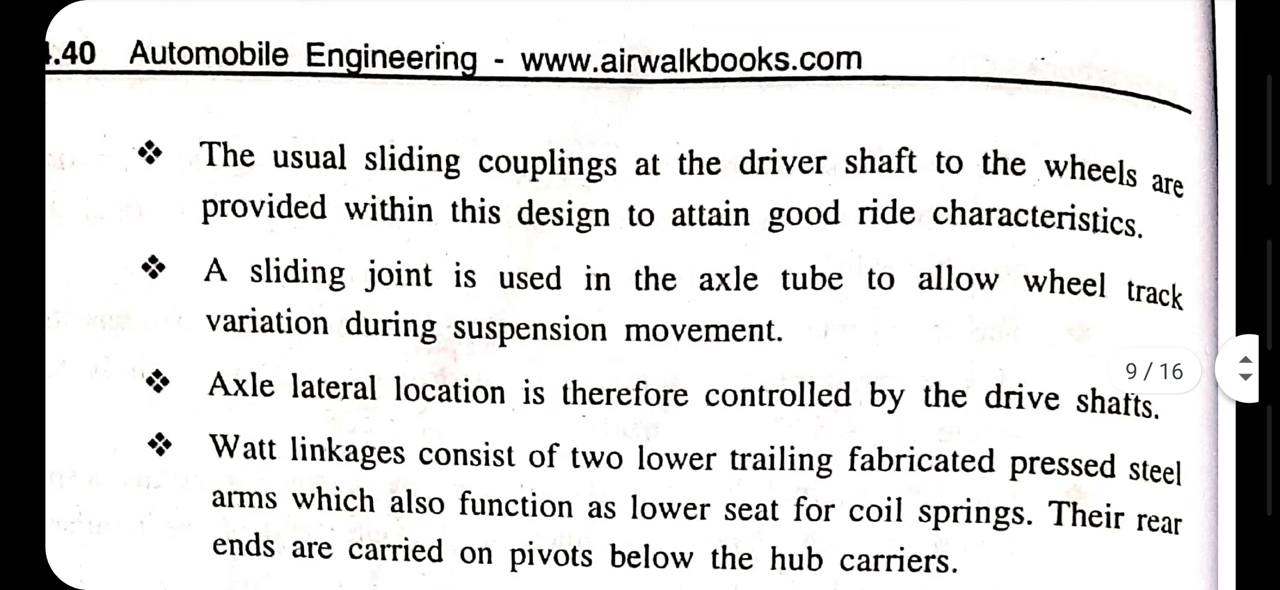 .40 Automobile Engineering - www.airwalkbooks.com
❖ The usual sliding couplings at the driver shaft to the wheels are
provided within this design to attain good ride characteristics.
❖ A sliding joint is used in the axle tube to allow wheel track
variation during suspension movement.
9 / 16
❖ Axle lateral location is therefore controlled by the drive shafts.
❖ Watt linkages consist of two lower trailing fabricated pressed steel
arms which also function as lower seat for coil springs. Their rear
ends are carried on pivots below the hub carriers.